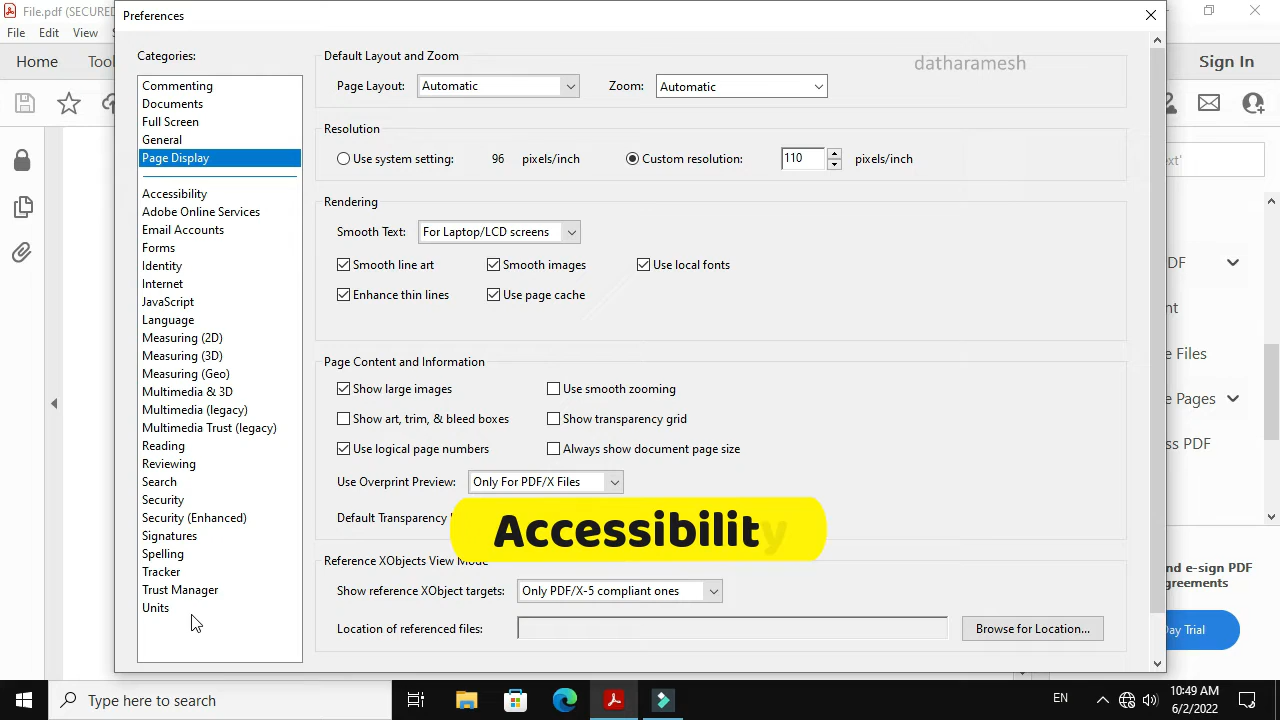 File.pdf (SECURED
Preferences
File Edit View S
Home Tool
Sign In
Categories:
Commenting
Documents
Full Screen
General
Page Display
Accessibility
Adobe Online Services
Email Accounts
Forms
Identity
Internet
JavaScript
Language
Measuring (2D)
Measuring (3D)
Measuring (Geo)
Multimedia & 3D
Multimedia (legacy)
Multimedia Trust (legacy)
Reading
Reviewing
Search
Security
Security (Enhanced)
Signatures
Spelling
Tracker
Trust Manager
Units
Default Layout and Zoom
datharamesh
Page Layout: Automatic Zoom: Automatic
Resolution
Use system setting: 96 pixels/inch Custom resolution: 110 pixels/inch
Rendering
Smooth Text: For Laptop/LCD screens
Smooth line art Smooth images Use local fonts
Enhance thin lines Use page cache
Page Content and Information
Show large images Use smooth zooming
Show art, trim, & bleed boxes Show transparency grid
Use logical page numbers Always show document page size
Use Overprint Preview: Only For PDF/X Files
Default Transparency
Accessibility
Reference XObjects View Mode
Show reference XObject targets: Only PDF/X-5 compliant ones
Location of referenced files: Browse for Location...
ext'
DF
nt
e Files
e Pages
ss PDF
nd e-sign PDF
greements
Day Trial
Type here to search
EN
10:49 AM
6/2/2022